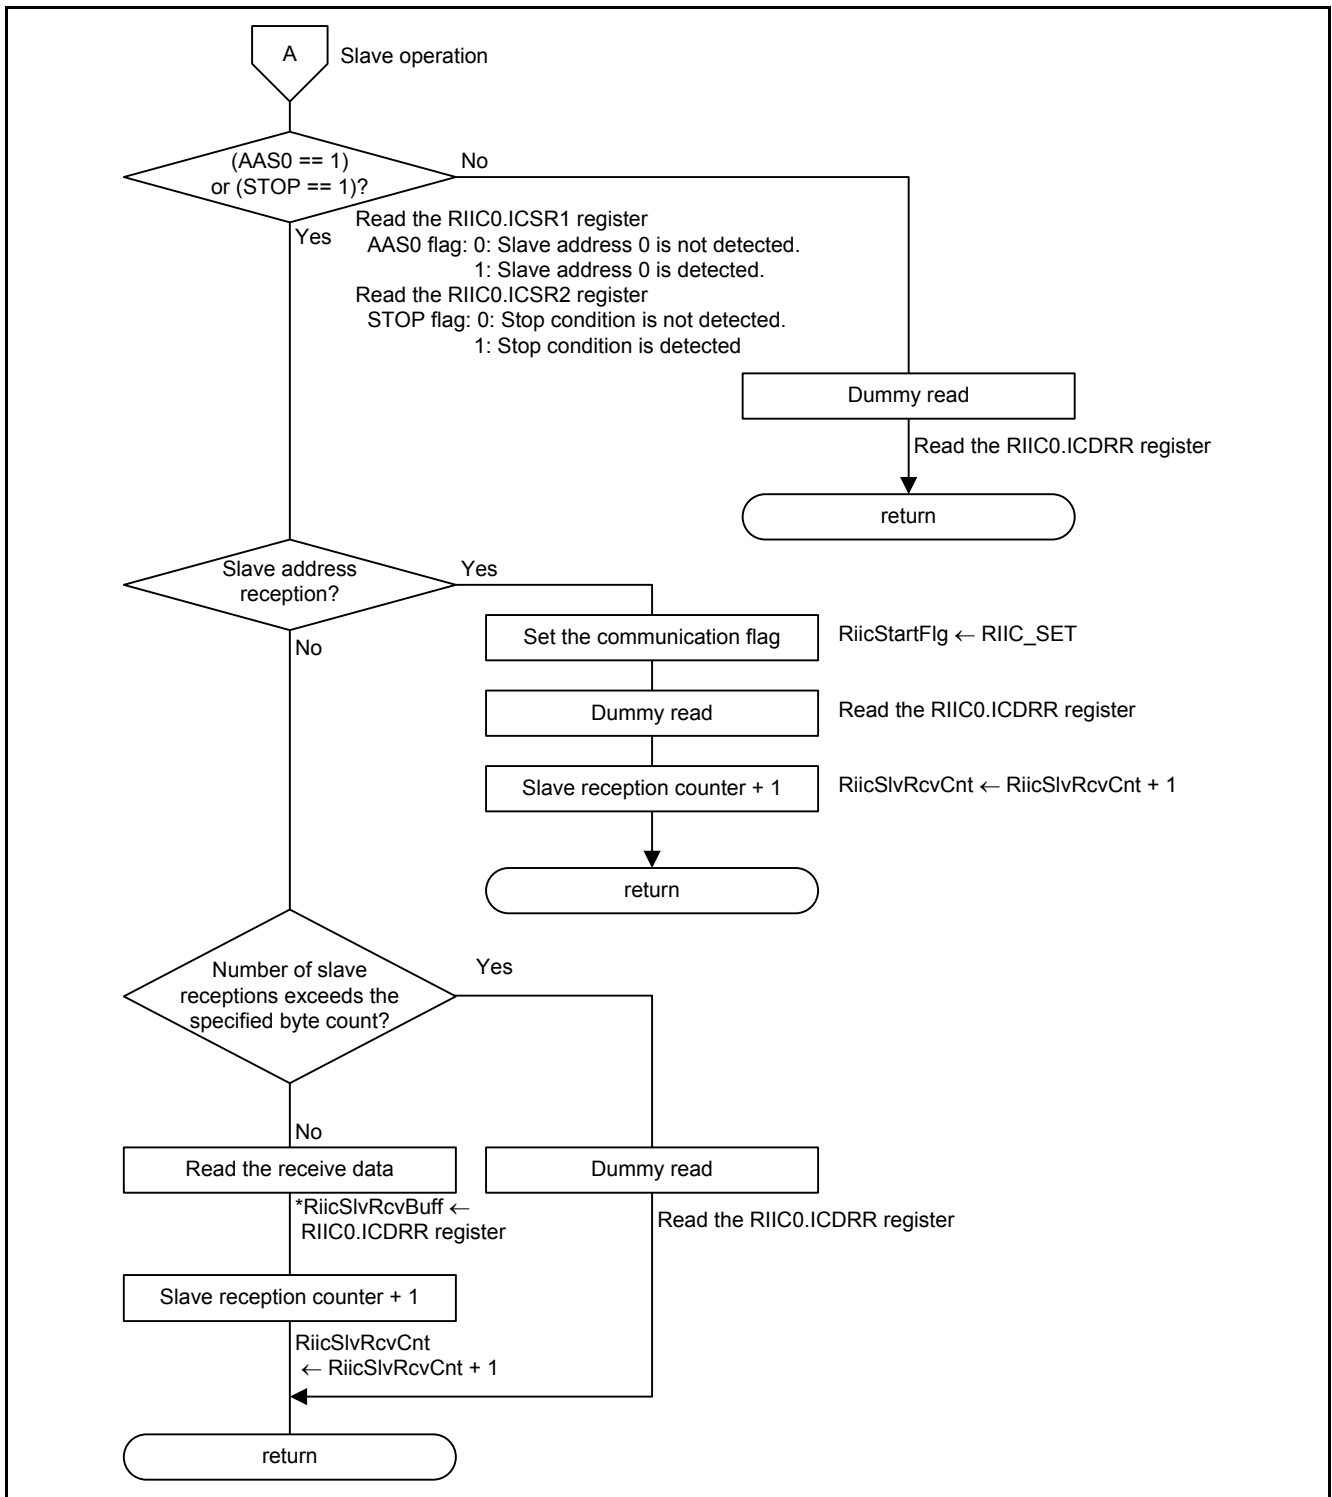 A
Slave operation
(AAS0 == 1)
or (STOP == 1)?
No
Yes
Read the RIIC0.ICSR1 register
AAS0 flag: 0: Slave address 0 is not detected.
1: Slave address 0 is detected.
Read the RIIC0.ICSR2 register
STOP flag: 0: Stop condition is not detected.
1: Stop condition is detected
Dummy read
Read the RIIC0.ICDRR register
return
Slave address
reception?
Yes
No
Set the communication flag
RiicStartFlg ← RIIC_SET
Dummy read
Read the RIIC0.ICDRR register
Slave reception counter + 1
RiicSlvRcvCnt ← RiicSlvRcvCnt + 1
return
Number of slave
receptions exceeds the
specified byte count?
Yes
No
Read the receive data
*RiicSlvRcvBuff ←
RIIC0.ICDRR register
Dummy read
Read the RIIC0.ICDRR register
Slave reception counter + 1
RiicSlvRcvCnt
← RiicSlvRcvCnt + 1
return